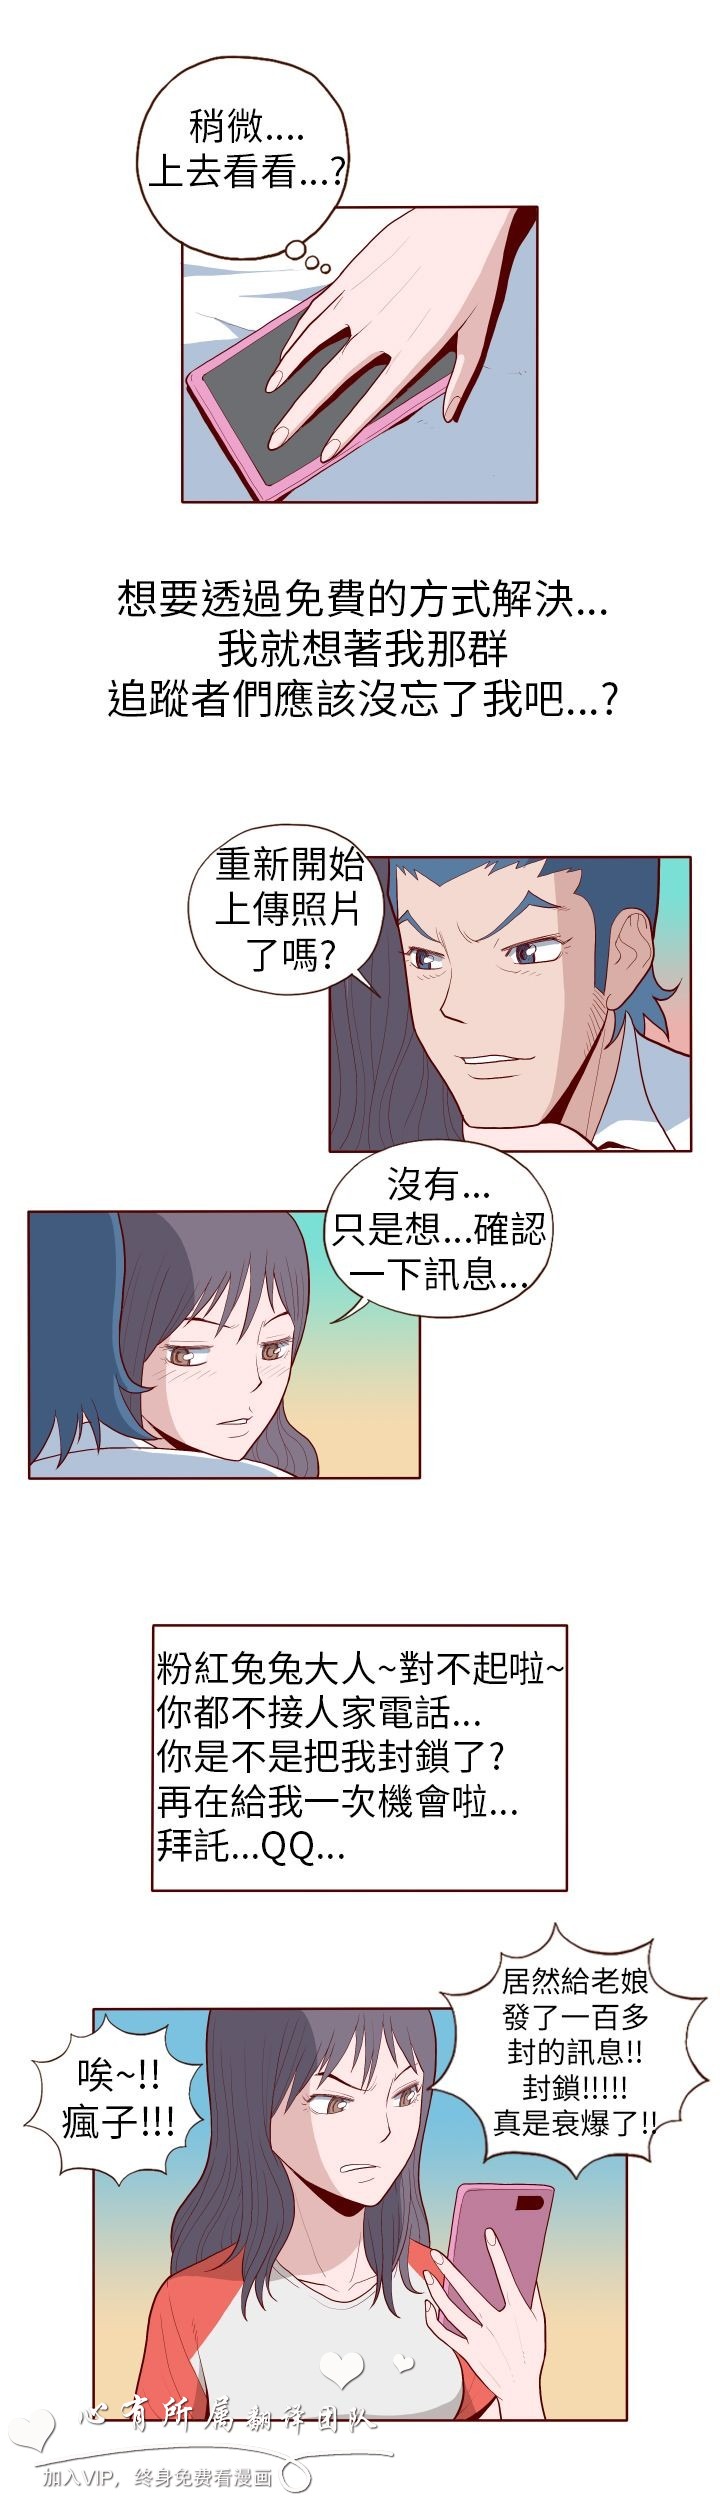 稍微....
上去看看...?
想要透過免費的方式解決...
我就想著我那群
追蹤者們應該沒忘了我吧...?
重新開始
上傳照片
了嗎?
沒有...
只是想...確認
一下訊息...
粉紅兔兔大人~對不起啦~
你都不接人家電話...
你是不是把我封鎖了?
再在給我一次機會啦...
拜託...QQ...
唉~!!
瘋子!!!
居然給老娘
發了一百多
封的訊息!!
封鎖!!!!!
真是衰爆了!!
心有所属翻译团队
加入VIP，终身免费看漫画